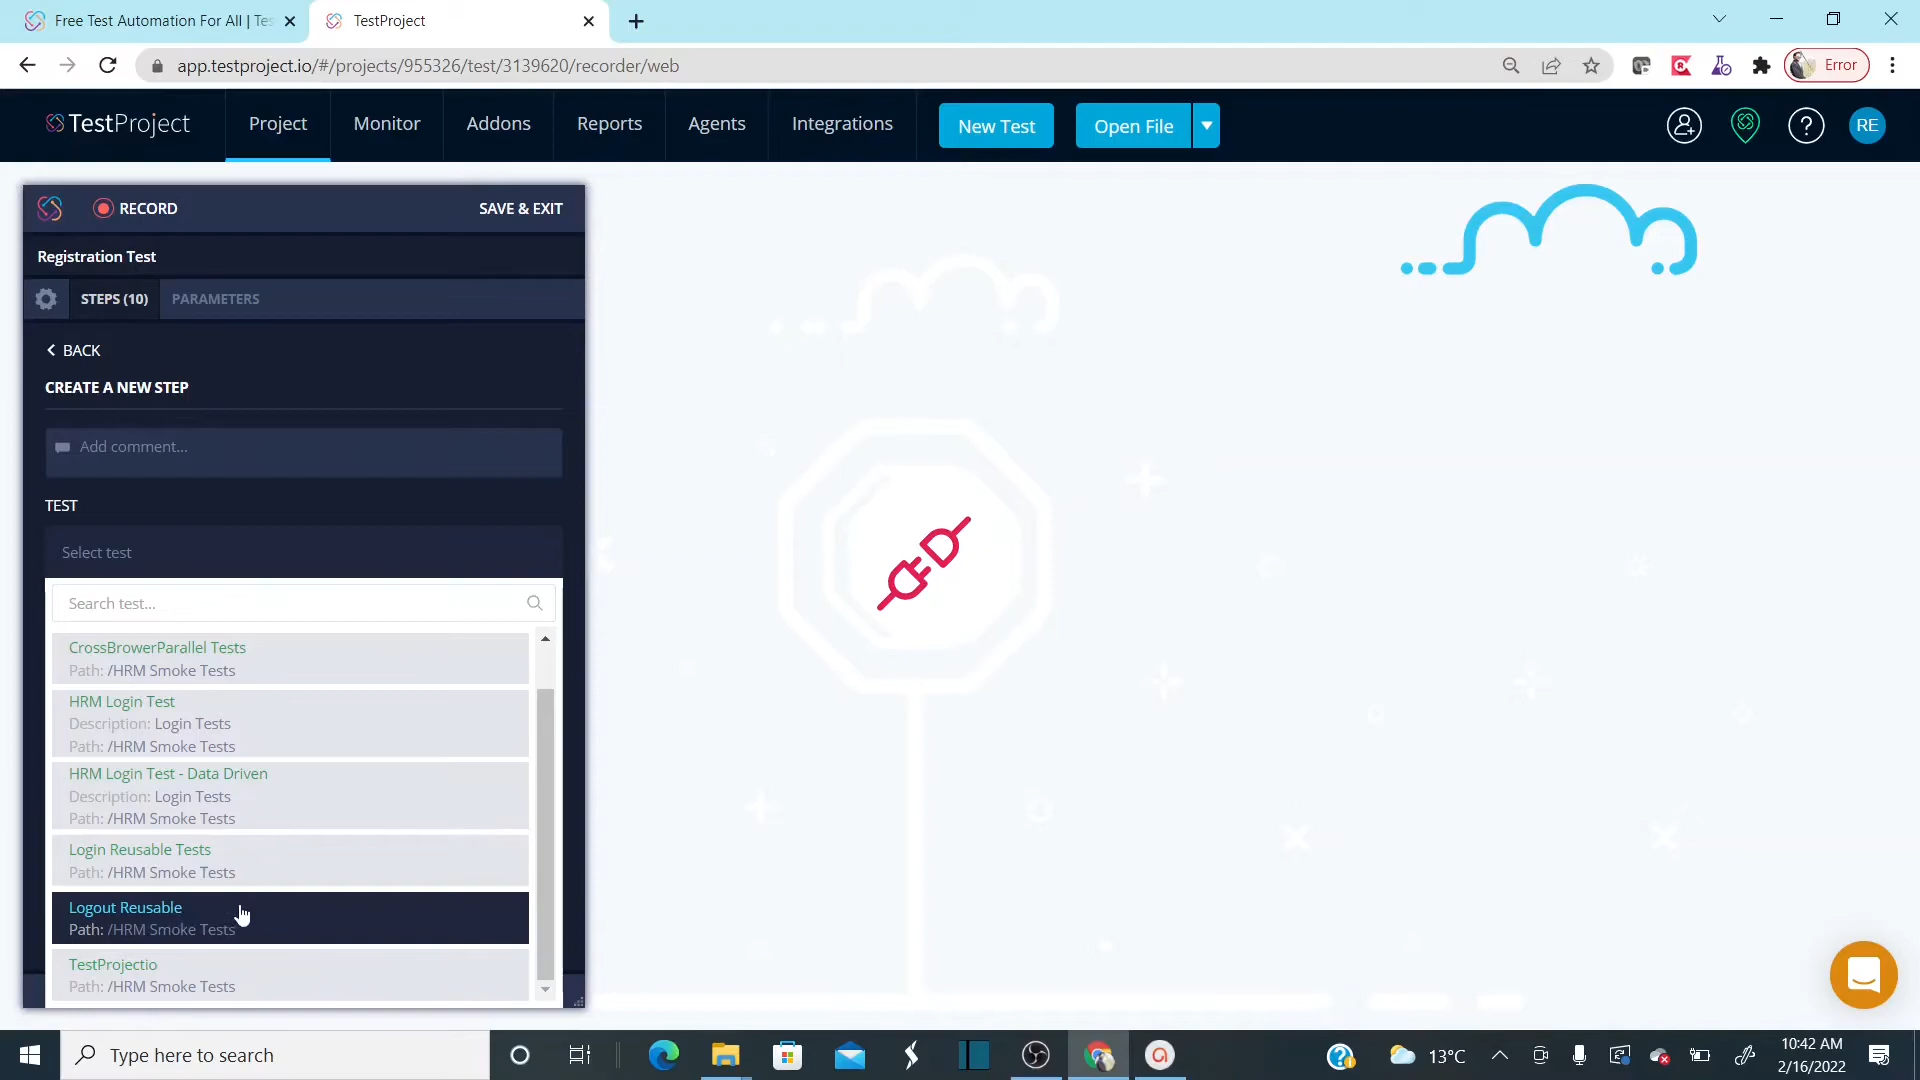 Free Test Automation For All | Tes
TestProject
app.testproject.io/#/projects/955326/test/3139620/recorder/web
Error
TestProject
Project
Monitor
Addons
Reports
Agents
Integrations
New Test
Open File
RE
RECORD
SAVE & EXIT
Registration Test
STEPS (10)
PARAMETERS
BACK
CREATE A NEW STEP
Add comment...
TEST
Select test
Search test...
CrossBrowerParallel Tests
Path: /HRM Smoke Tests
HRM Login Test
Description: Login Tests
Path: /HRM Smoke Tests
HRM Login Test - Data Driven
Description: Login Tests
Path: /HRM Smoke Tests
Login Reusable Tests
Path: /HRM Smoke Tests
Logout Reusable
Path: /HRM Smoke Tests
TestProjectio
Path: /HRM Smoke Tests
Type here to search
13°C
10:42 AM
2/16/2022